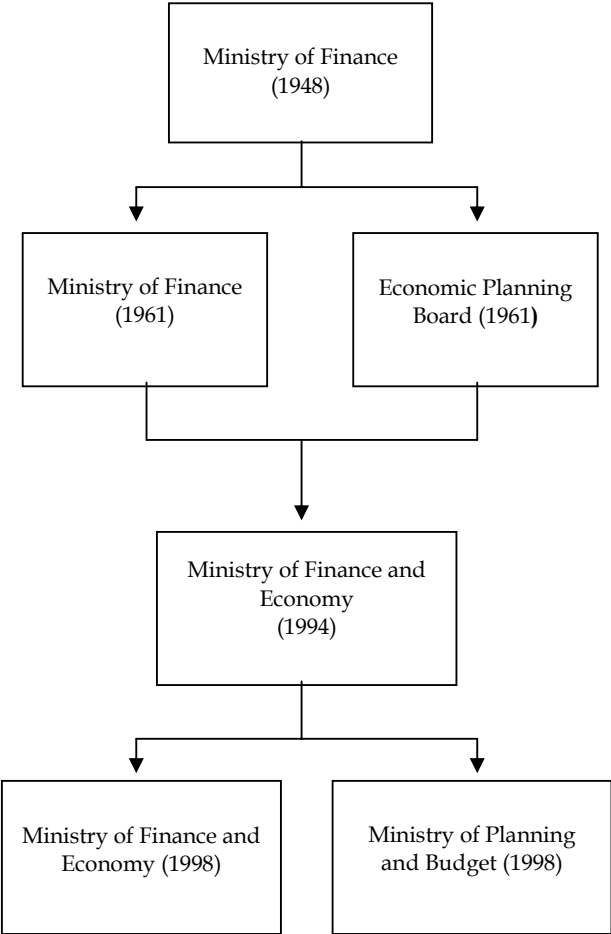 Ministry of Finance
(1948)
Ministry of Finance
(1961)
Economic Planning
Board (1961)
Ministry of Finance and
Economy
(1994)
Ministry of Finance and
Economy (1998)
Ministry of Planning
and Budget (1998)